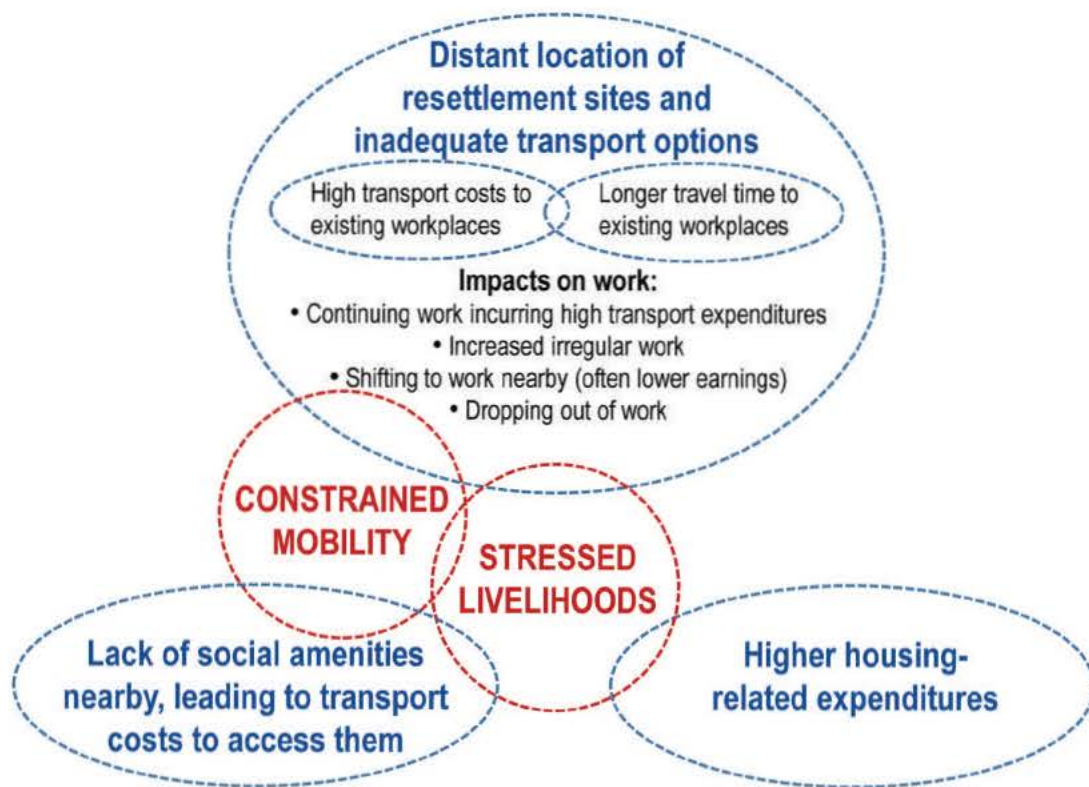 Distant location of
resettlement sites and
inadequate transport options
High transport costs to
existing workplaces
Longer travel time to
existing workplaces
Impacts on work:
• Continuing work incurring high transport expenditures
• Increased irregular work
• Shifting to work nearby (often lower earnings)
• Dropping out of work
CONSTRAINED
MOBILITY
STRESSED
LIVELIHOODS
Lack of social amenities
nearby, leading to transport
costs to access them
Higher housing-
related expenditures